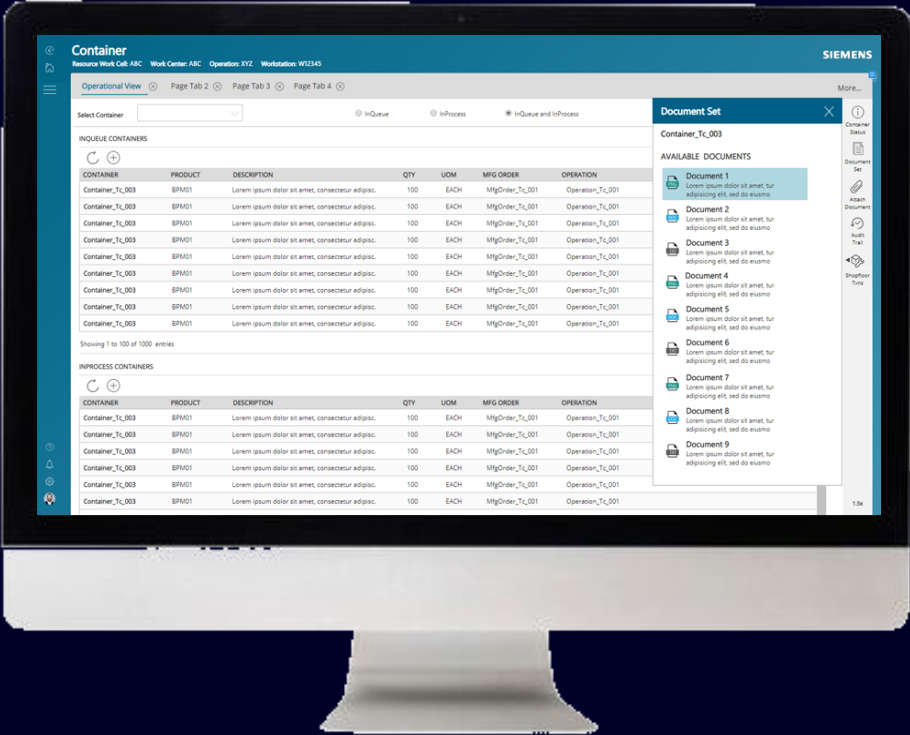 Container
SIEMENS
Resource Work Cell: ABC Work Center: ABC Operation: XYZ Workstation: W12345
Operational View Page Tab 2 Page Tab 3 Page Tab 4
More...
Select Container InQueue InProcess InQueue and InProcess
INQUEUE CONTAINERS
CONTAINER PRODUCT DESCRIPTION QTY UOM MFG ORDER OPERATION
Container_Tc_003 BPM01 Lorem ipsum dolor sit amet, consectetur adipisc. 100 EACH MfgOrder_Tc_001 Operation_Tc_001
Container_Tc_003 BPM01 Lorem ipsum dolor sit amet, consectetur adipisc. 100 EACH MfgOrder_Tc_001 Operation_Tc_001
Container_Tc_003 BPM01 Lorem ipsum dolor sit amet, consectetur adipisc. 100 EACH MfgOrder_Tc_001 Operation_Tc_001
Container_Tc_003 BPM01 Lorem ipsum dolor sit amet, consectetur adipisc. 100 EACH MfgOrder_Tc_001 Operation_Tc_001
Container_Tc_003 BPM01 Lorem ipsum dolor sit amet, consectetur adipisc. 100 EACH MfgOrder_Tc_001 Operation_Tc_001
Container_Tc_003 BPM01 Lorem ipsum dolor sit amet, consectetur adipisc. 100 EACH MfgOrder_Tc_001 Operation_Tc_001
Container_Tc_003 BPM01 Lorem ipsum dolor sit amet, consectetur adipisc. 100 EACH MfgOrder_Tc_001 Operation_Tc_001
Container_Tc_003 BPM01 Lorem ipsum dolor sit amet, consectetur adipisc. 100 EACH MfgOrder_Tc_001 Operation_Tc_001
Container_Tc_003 BPM01 Lorem ipsum dolor sit amet, consectetur adipisc. 100 EACH MfgOrder_Tc_001 Operation_Tc_001
Showing 1 to 100 of 1000 entries
INPROCESS CONTAINERS
CONTAINER PRODUCT DESCRIPTION QTY UOM MFG ORDER OPERATION
Container_Tc_003 BPM01 Lorem ipsum dolor sit amet, consectetur adipisc. 100 EACH MfgOrder_Tc_001 Operation_Tc_001
Container_Tc_003 BPM01 Lorem ipsum dolor sit amet, consectetur adipisc. 100 EACH MfgOrder_Tc_001 Operation_Tc_001
Container_Tc_003 BPM01 Lorem ipsum dolor sit amet, consectetur adipisc. 100 EACH MfgOrder_Tc_001 Operation_Tc_001
Container_Tc_003 BPM01 Lorem ipsum dolor sit amet, consectetur adipisc. 100 EACH MfgOrder_Tc_001 Operation_Tc_001
Container_Tc_003 BPM01 Lorem ipsum dolor sit amet, consectetur adipisc. 100 EACH MfgOrder_Tc_001 Operation_Tc_001
Container_Tc_003 BPM01 Lorem ipsum dolor sit amet, consectetur adipisc. 100 EACH MfgOrder_Tc_001 Operation_Tc_001
Document Set
Container_Tc_003
AVAILABLE DOCUMENTS
Document 1
Lorem ipsum dolor sit amet, tur
adipisicing elit, sed do eiusmo
Document 2
Lorem ipsum dolor sit amet, tur
adipisicing elit, sed do eiusmo
Document 3
Lorem ipsum dolor sit amet, tur
adipisicing elit, sed do eiusmo
Document 4
Lorem ipsum dolor sit amet, tur
adipisicing elit, sed do eiusmo
Document 5
Lorem ipsum dolor sit amet, tur
adipisicing elit, sed do eiusmo
Document 6
Lorem ipsum dolor sit amet, tur
adipisicing elit, sed do eiusmo
Document 7
Lorem ipsum dolor sit amet, tur
adipisicing elit, sed do eiusmo
Document 8
Lorem ipsum dolor sit amet, tur
adipisicing elit, sed do eiusmo
Document 9
Lorem ipsum dolor sit amet, tur
adipisicing elit, sed do eiusmo
Container
Status
Document
Set
Attach
Document
Audit
Trail
Shopfloor
Txns
1.5x